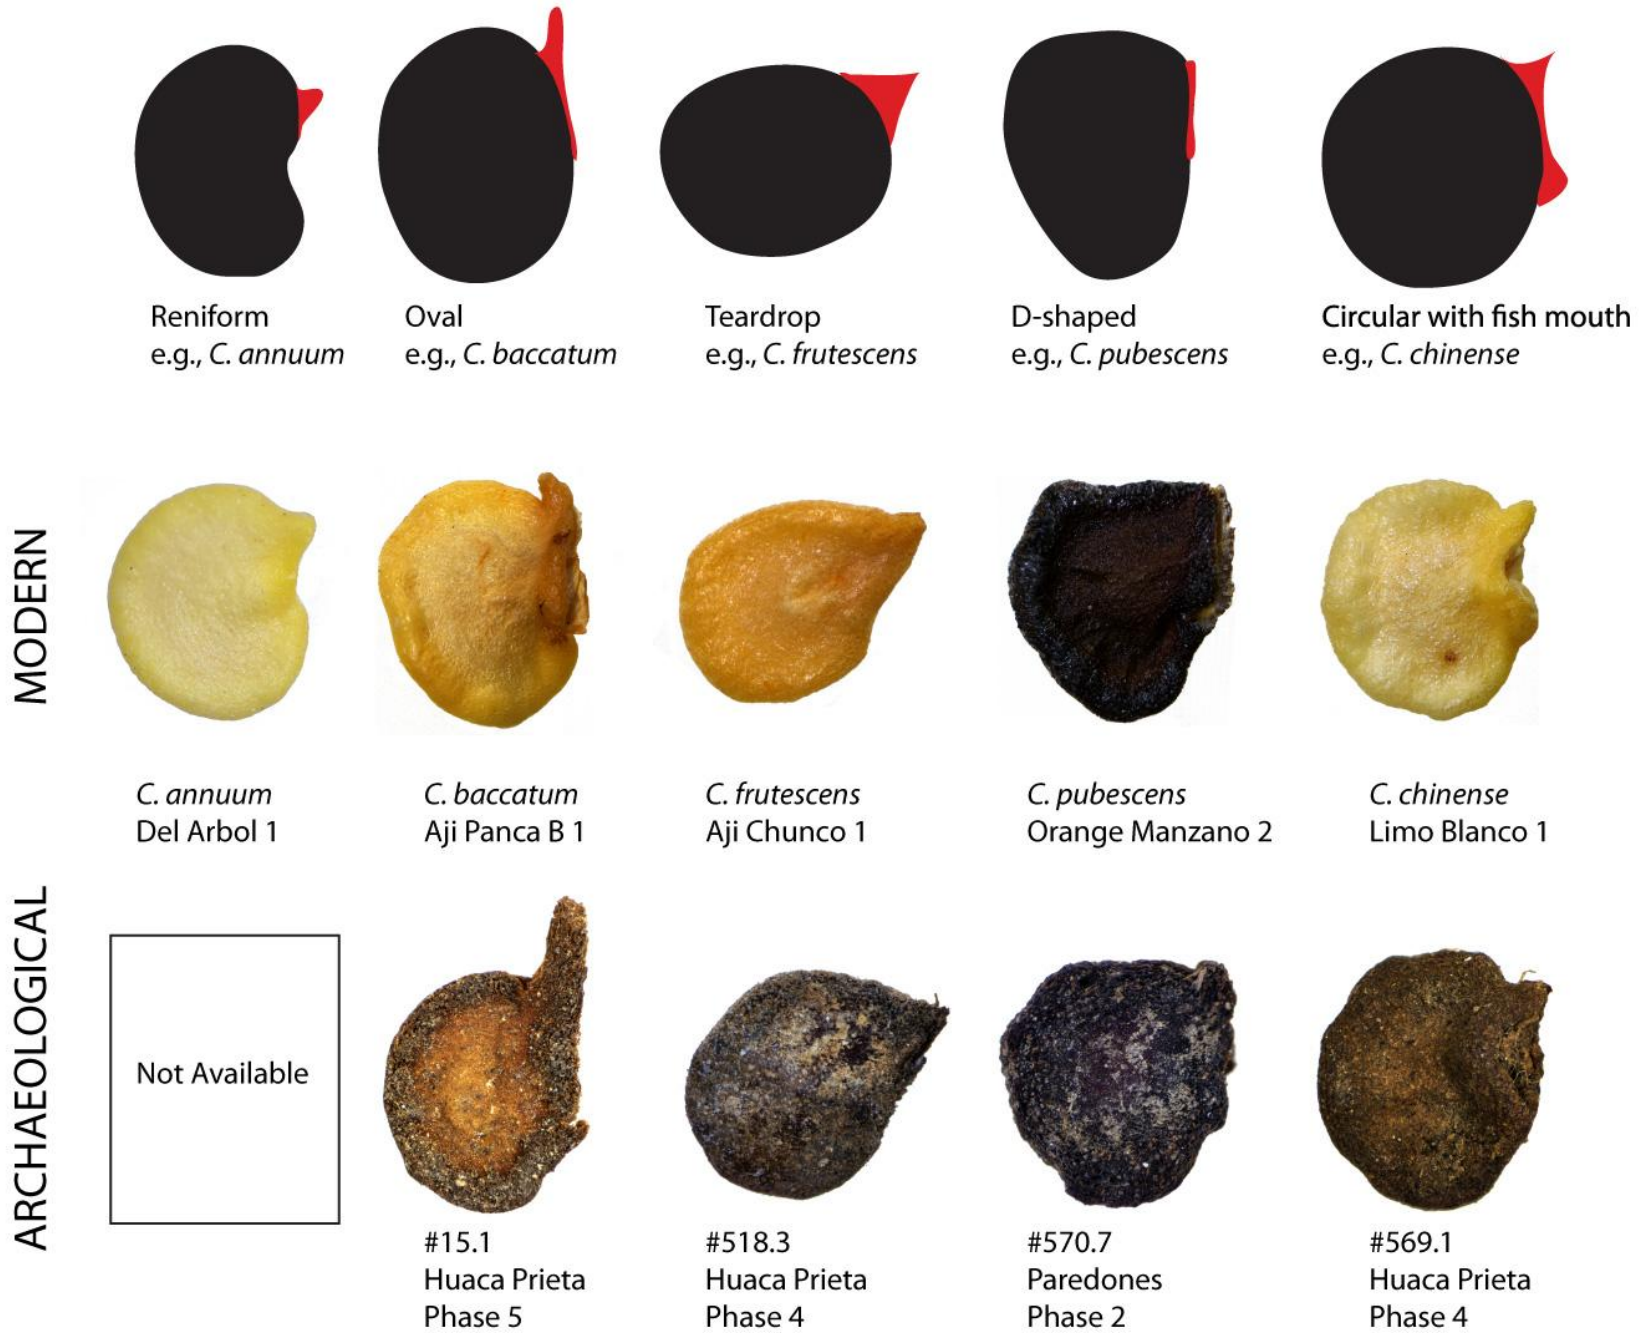 Reniform
e.g., C. annuum
Oval
e.g., C. baccatum
Teardrop
e.g., C. frutescens
D-shaped
e.g., C. pubescens
Circular with fish mouth
e.g., C. chinense
MODERN
C. annuum
Del Arbol 1
C. baccatum
Aji Panca B 1
C. frutescens
Aji Chunco 1
C. pubescens
Orange Manzano 2
C. chinense
Limo Blanco 1
ARCHAEOLOGICAL
Not Available
#15.1
Huaca Prieta
Phase 5
#518.3
Huaca Prieta
Phase 4
#570.7
Paredones
Phase 2
#569.1
Huaca Prieta
Phase 4